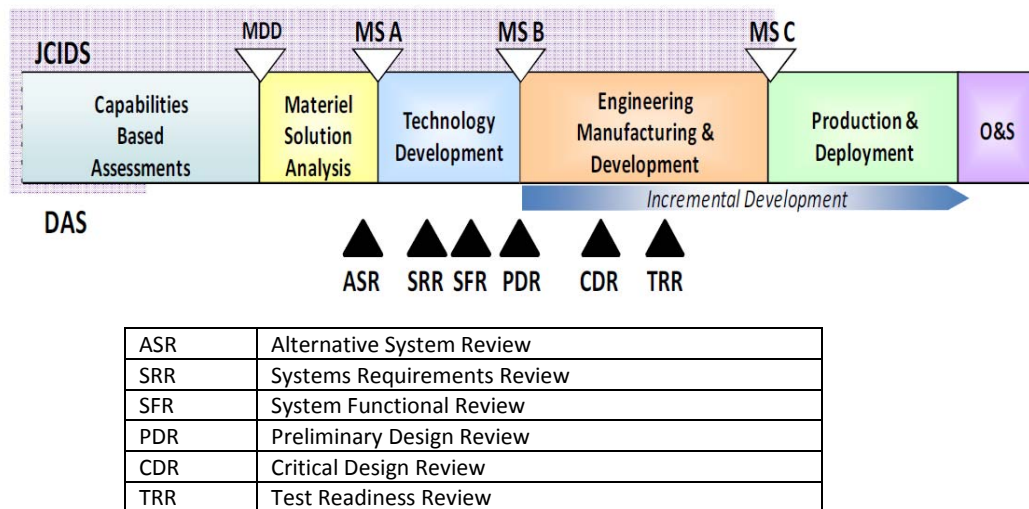 MDD MS A MS B MS C
JCIDS
Capabilities
Based
Assessments
Materiel
Solution
Analysis
Technology
Development
Engineering
Manufacturing &
Development
Production &
Deployment
O&S
Incremental Development
DAS
ASR SRR SFR PDR CDR TRR
ASR Alternative System Review
SRR Systems Requirements Review
SFR System Functional Review
PDR Preliminary Design Review
CDR Critical Design Review
TRR Test Readiness Review